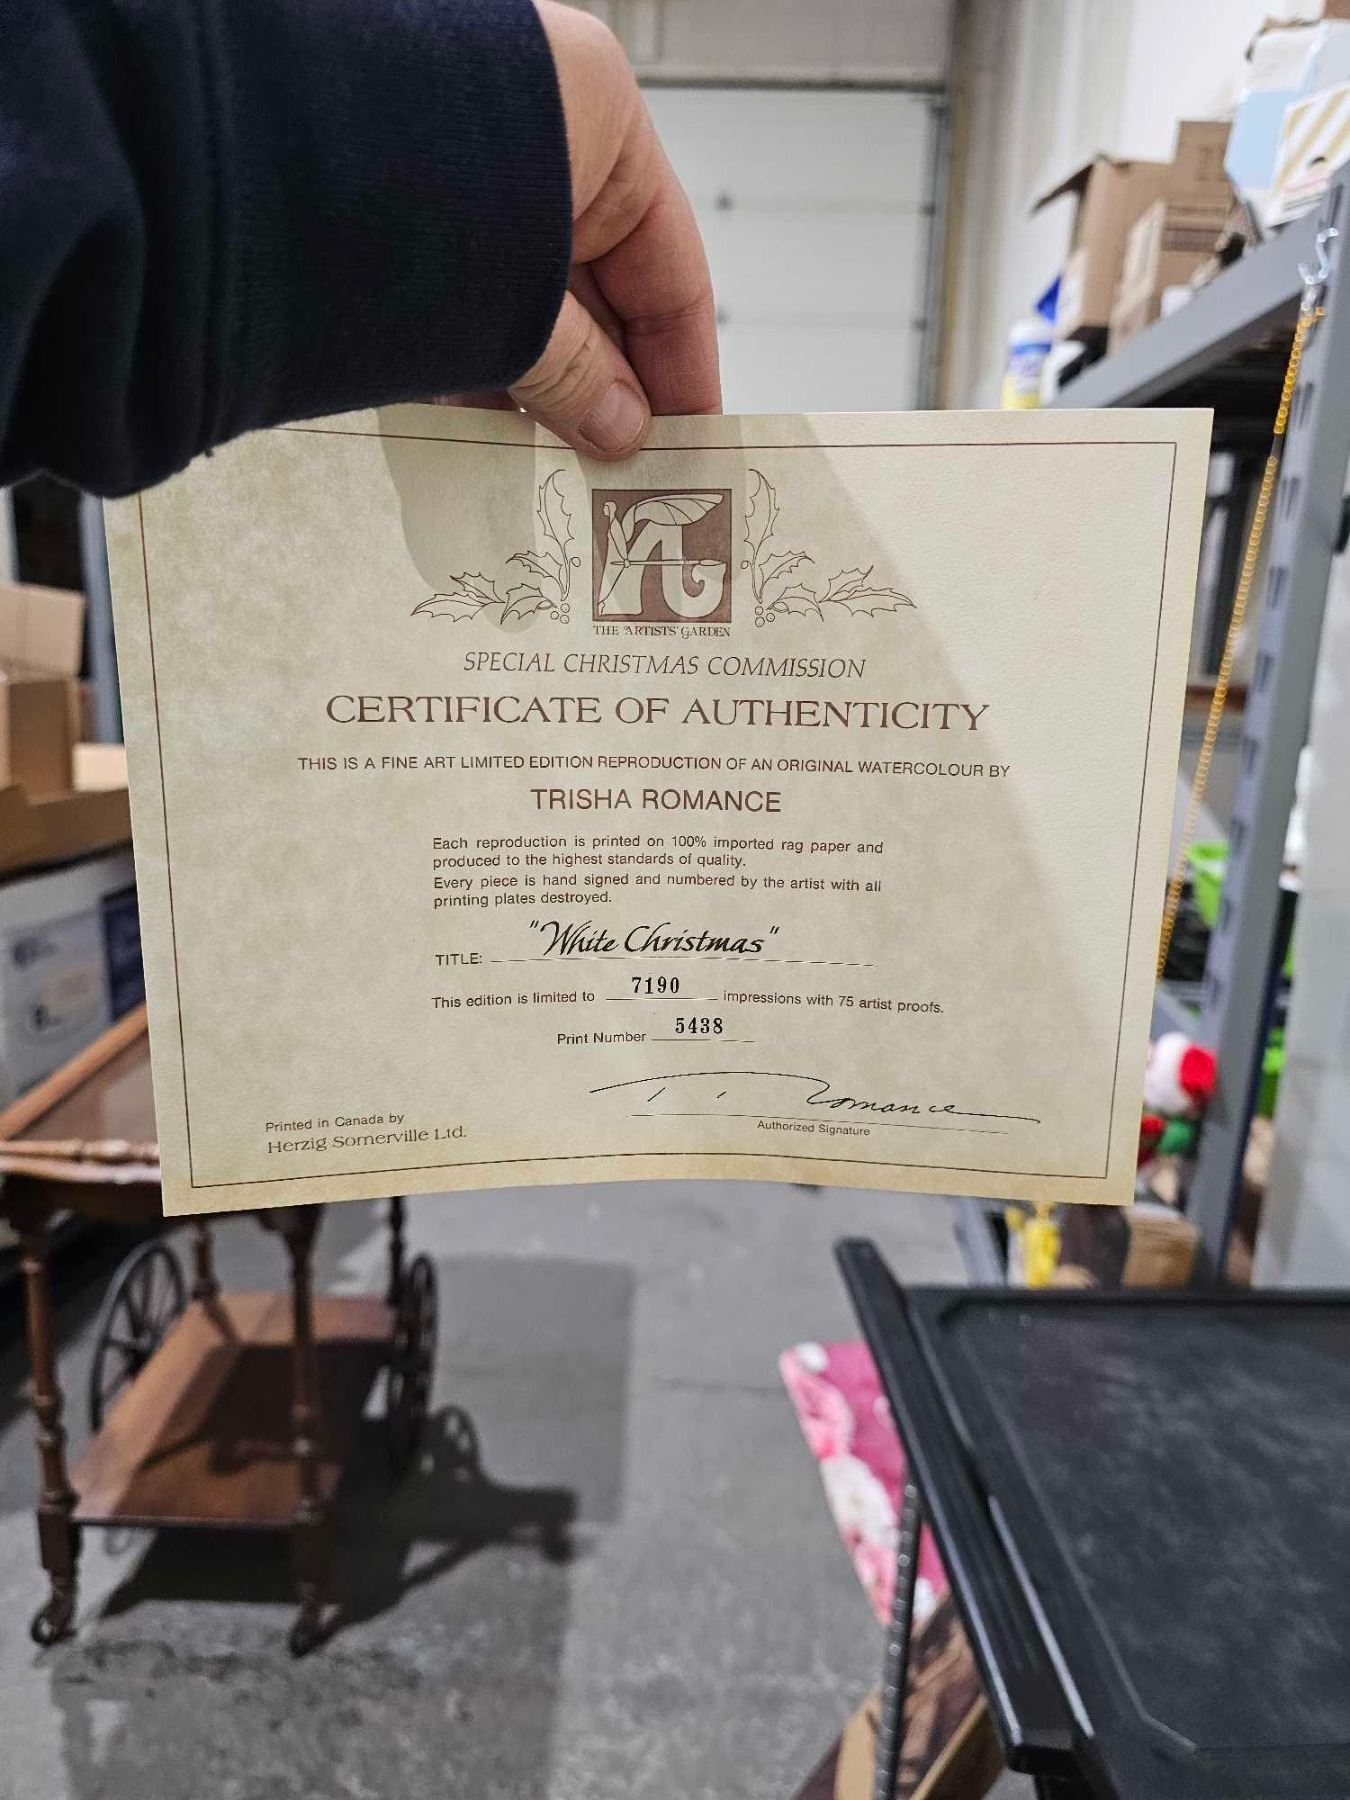 THE ARTISTS' GARDEN
SPECIAL CHRISTMAS COMMISSION
CERTIFICATE OF AUTHENTICITY
THIS IS A FINE ART LIMITED EDITION REPRODUCTION OF AN ORIGINAL WATERCOLOUR BY
TRISHA ROMANCE
Each reproduction is printed on 100% imported rag paper and
produced to the highest standards of quality.
Every piece is hand signed and numbered by the artist with all
printing plates destroyed.
TITLE: "White Christmas"
This edition is limited to 7190 impressions with 75 artist proofs.
Print Number 5438
T. Romance
Authorized Signature
Printed in Canada by
Herzig Somerville Ltd.